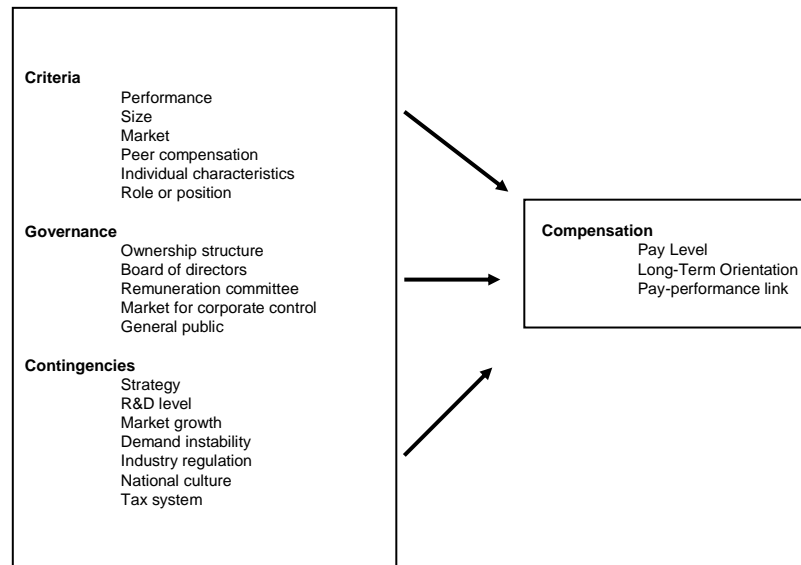 Criteria
Performance
Size
Market
Peer compensation
Individual characteristics
Role or position
Governance
Ownership structure
Board of directors
Remuneration committee
Market for corporate control
General public
Contingencies
Strategy
R&D level
Market growth
Demand instability
Industry regulation
National culture
Tax system
Compensation
Pay Level
Long-Term Orientation
Pay-performance link